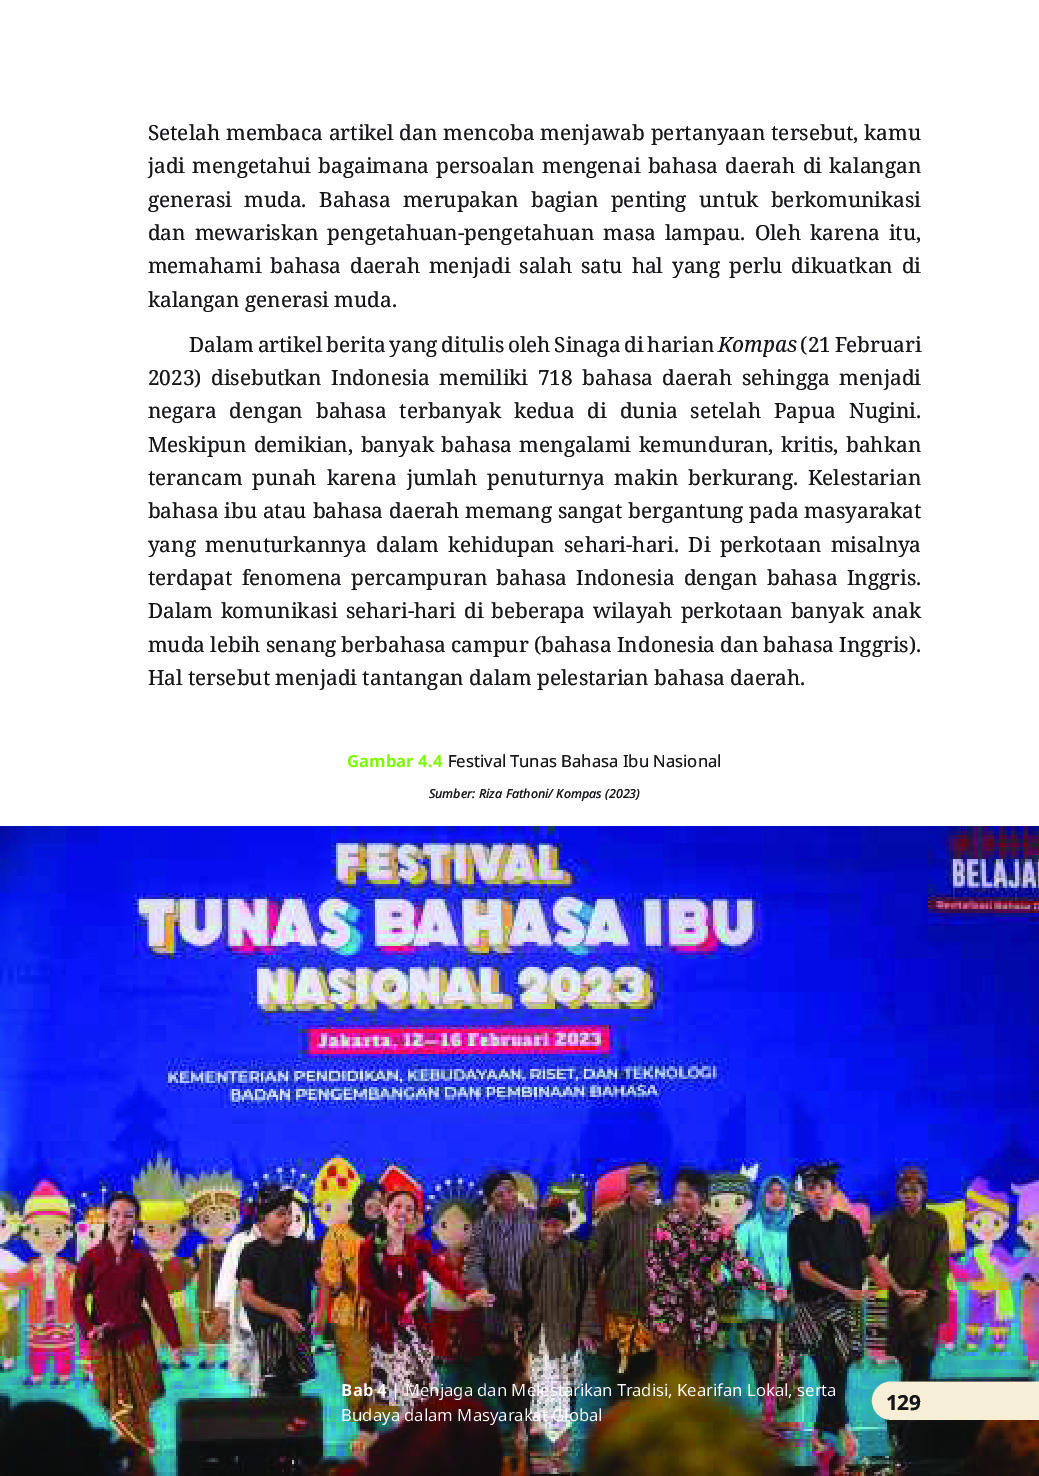 Setelah membaca artikel dan mencoba menjawab pertanyaan tersebut, kamu
jadi mengetahui bagaimana persoalan mengenai bahasa daerah di kalangan
generasi muda. Bahasa merupakan bagian penting untuk berkomunikasi
dan mewariskan pengetahuan-pengetahuan masa lampau. Oleh karena itu,
memahami bahasa daerah menjadi salah satu hal yang perlu dikuatkan di
kalangan generasi muda.
Dalam artikel berita yang ditulis oleh Sinaga di harian Kompas (21 Februari
2023) disebutkan Indonesia memiliki 718 bahasa daerah sehingga menjadi
negara dengan bahasa terbanyak kedua di dunia setelah Papua Nugini.
Meskipun demikian, banyak bahasa mengalami kemunduran, kritis, bahkan
terancam punah karena jumlah penuturnya makin berkurang. Kelestarian
bahasa ibu atau bahasa daerah memang sangat bergantung pada masyarakat
yang menuturkannya dalam kehidupan sehari-hari. Di perkotaan misalnya
terdapat fenomena percampuran bahasa Indonesia dengan bahasa Inggris.
Dalam komunikasi sehari-hari di beberapa wilayah perkotaan banyak anak
muda lebih senang berbahasa campur (bahasa Indonesia dan bahasa Inggris).
Hal tersebut menjadi tantangan dalam pelestarian bahasa daerah.
Gambar 4.4 Festival Tunas Bahasa Ibu Nasional
Sumber: Riza Fathoni/ Kompas (2023)
FESTIVAL
TUNAS BAHASA IBU
NASIONAL 2023
Jakarta, 12—16 Februari 2023
KEMENTERIAN PENDIDIKAN, KEBUDAYAAN, RISET, DAN TEKNOLOGI
BADAN PENGEMBANGAN DAN PEMBINAAN BAHASA
BELAJA
Bab 4 | Menjaga dan Melestarikan Tradisi, Kearifan Lokal, serta
Budaya dalam Masyarakat Global
129